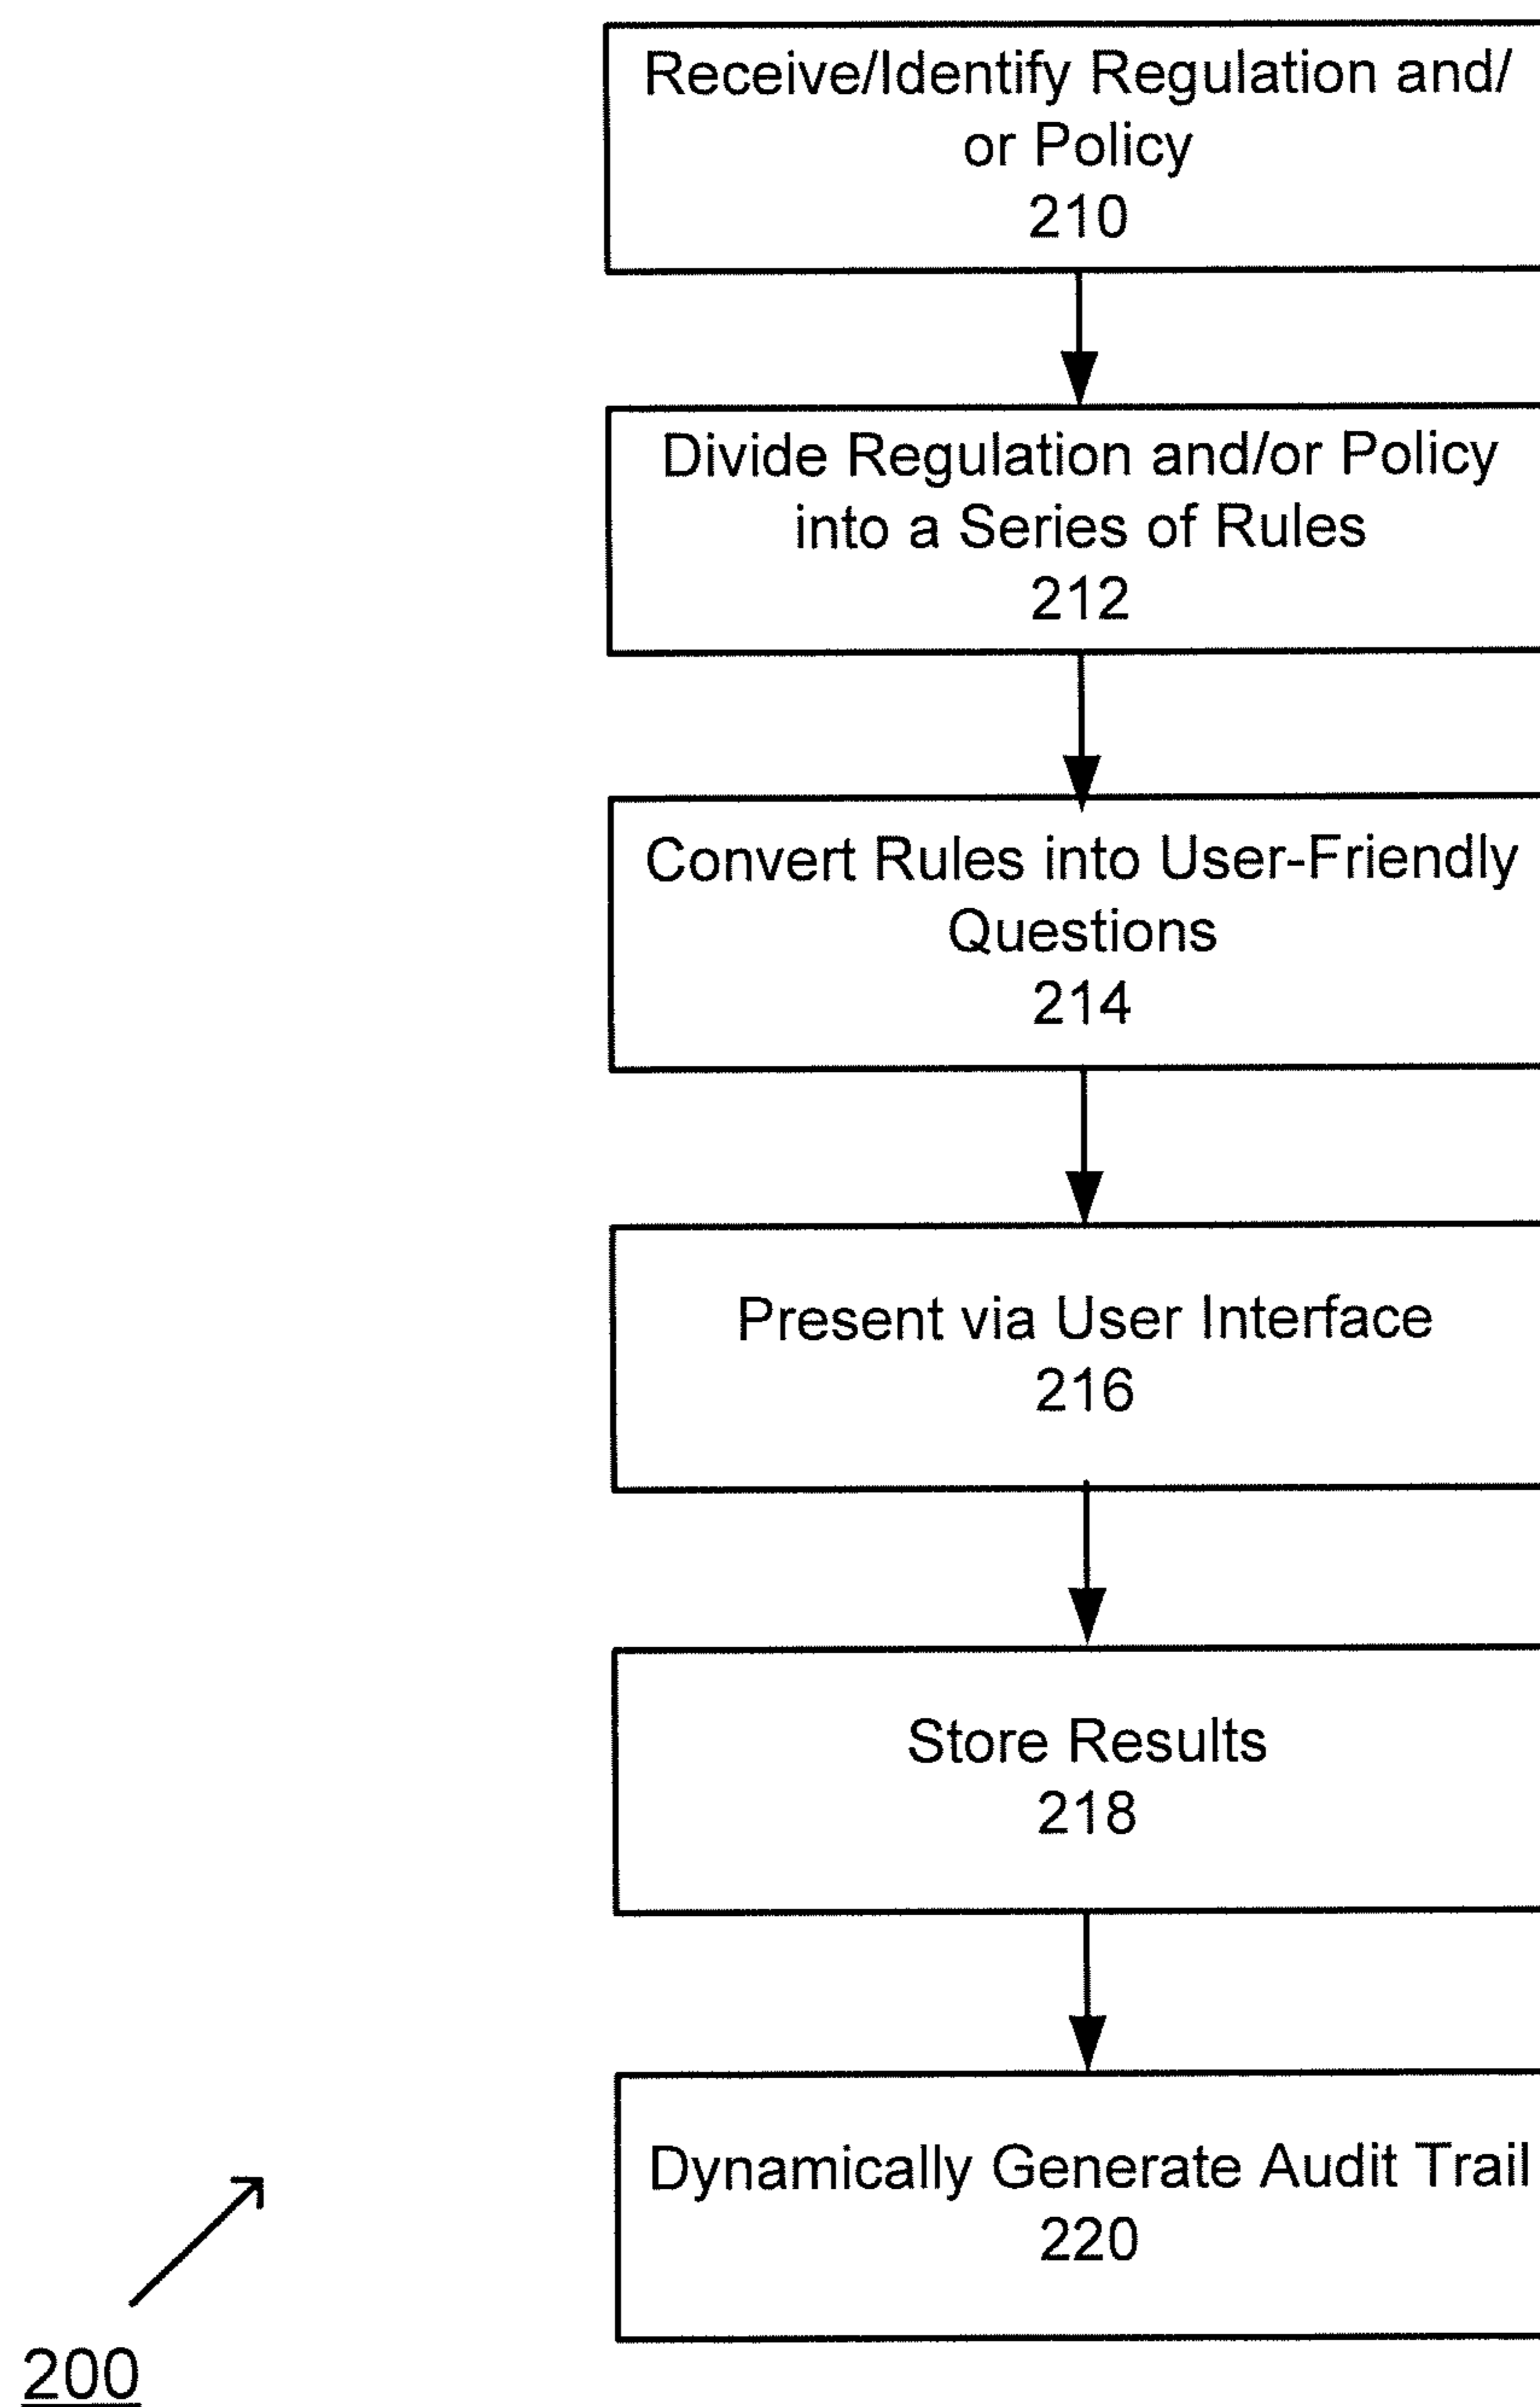 Receive/Identify Regulation and/
or Policy
210
Divide Regulation and/or Policy
into a Series of Rules
212
Convert Rules into User-Friendly
Questions
214
Present via User Interface
216
Store Results
218
Dynamically Generate Audit Trail
220
200